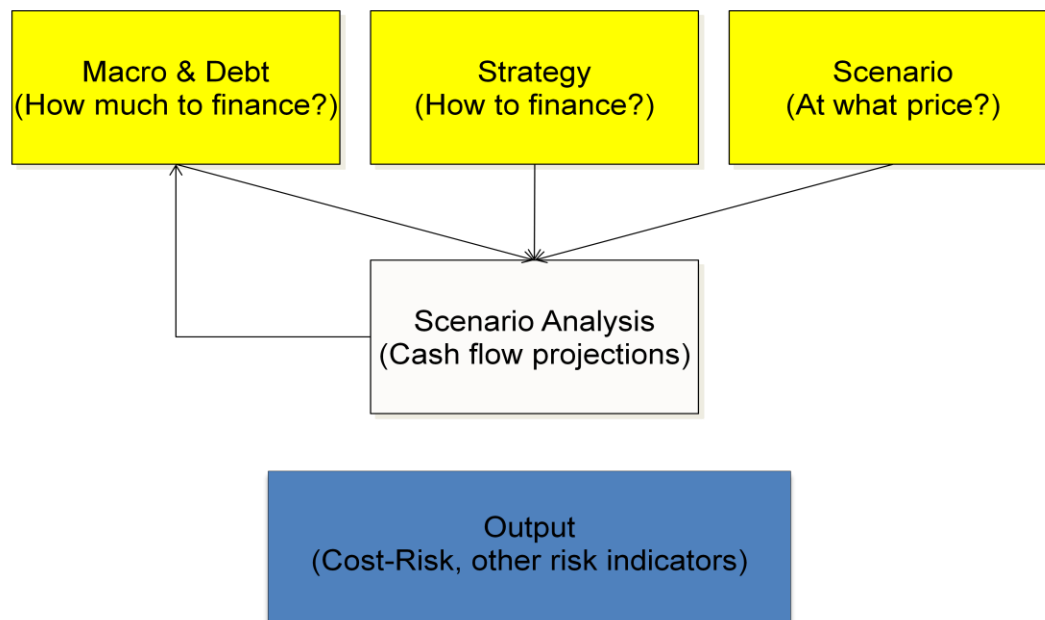 Macro & Debt
(How much to finance?)
Strategy
(How to finance?)
Scenario
(At what price?)
Scenario Analysis
(Cash flow projections)
Output
(Cost-Risk, other risk indicators)